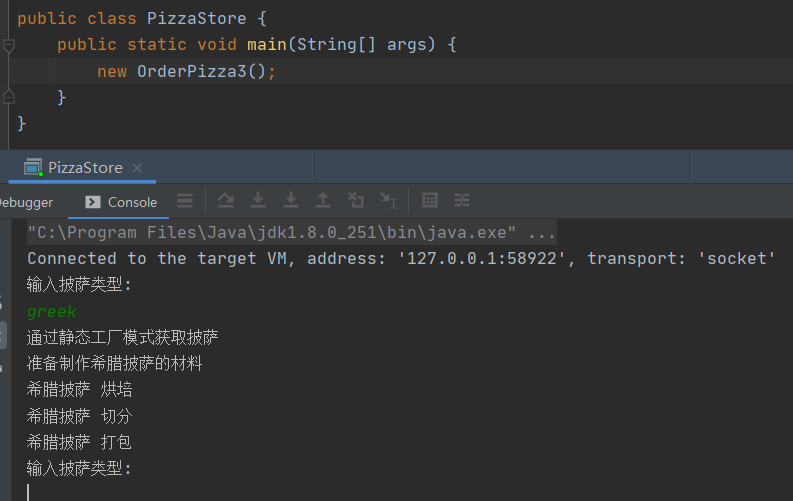 public class PizzaStore {
public static void main(String[] args) {
new OrderPizza3();
}
}
PizzaStore
Debugger
Console
"C:\Program Files\Java\jdk1.8.0_251\bin\java.exe" ...
Connected to the target VM, address: '127.0.0.1:58922', transport: 'socket'
输入披萨类型:
greek
通过静态工厂模式获取披萨
准备制作希腊披萨的材料
希腊披萨 烘培
希腊披萨 切分
希腊披萨 打包
输入披萨类型: